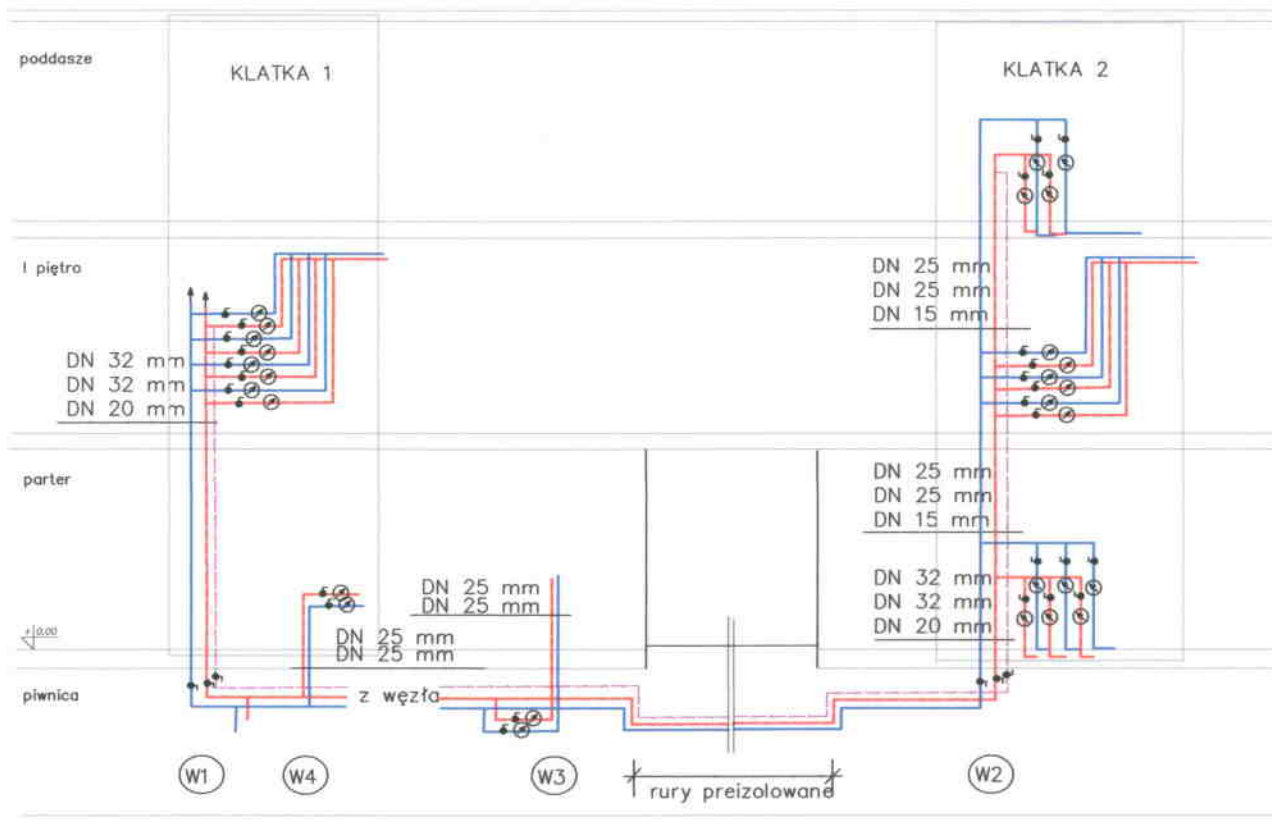 poddasze
KLATKA 1
KLATKA 2
I piętro
DN 25 mm
DN 25 mm
DN 15 mm
DN 32 mm
DN 32 mm
DN 20 mm
parter
DN 25 mm
DN 25 mm
DN 15 mm
DN 25 mm
DN 25 mm
DN 32 mm
DN 32 mm
DN 20 mm
±0.00
DN 25 mm
DN 25 mm
piwnica
z węzła
W1
W4
W3
W2
rury preizolowane